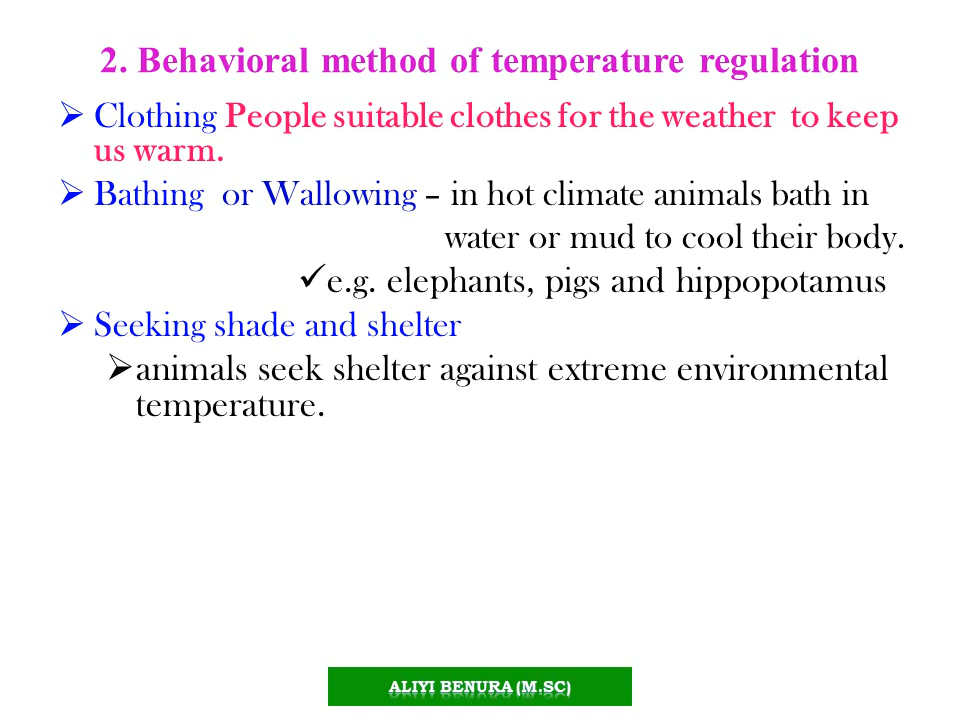 2. Behavioral method of temperature regulation
➢ Clothing People suitable clothes for the weather to keep
us warm.
➢ Bathing or Wallowing – in hot climate animals bath in
water or mud to cool their body.
✓ e.g. elephants, pigs and hippopotamus
➢ Seeking shade and shelter
➢ animals seek shelter against extreme environmental
temperature.
ALIYI BENURA (M.SC)